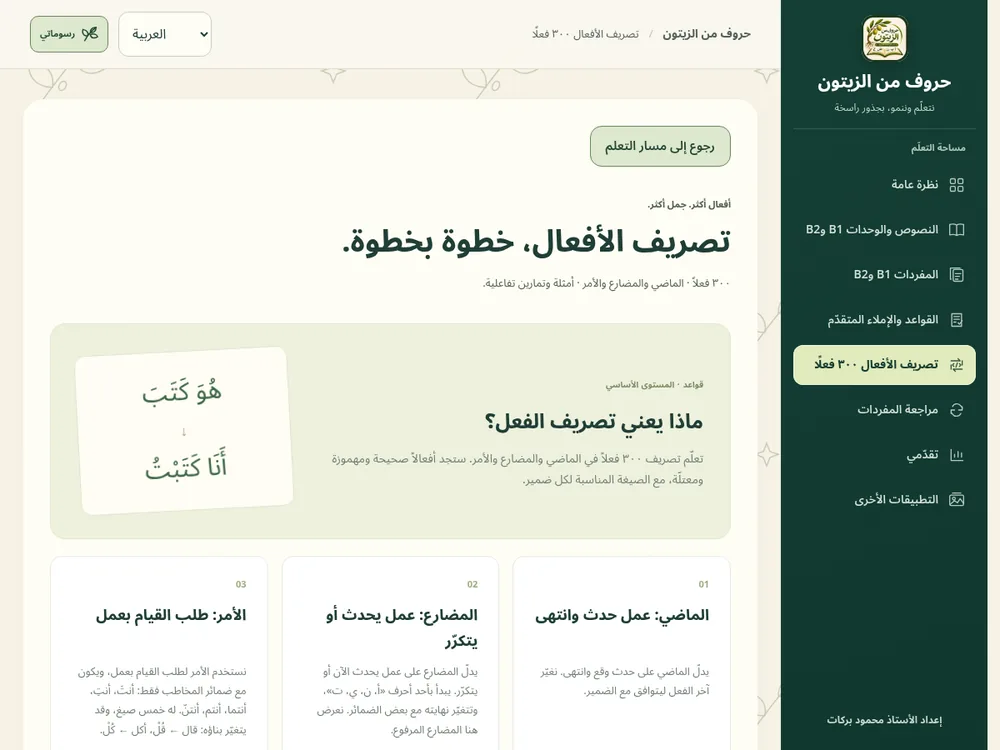 حروف من الزيتون
نتعلّم وننمو، بجذور راسخة
مساحة التعلّم
نظرة عامة
النصوص والوحدات B1 وB2
المفردات B1 وB2
القواعد والإملاء المتقدّم
تصريف الأفعال ٣٠٠ فعلًا
مراجعة المفردات
تقدّمي
التطبيقات الأخرى
إعداد الأستاذ محمود بركات
حروف من الزيتون / تصريف الأفعال ٣٠٠ فعلًا
العربية
رسوماتي
رجوع إلى مسار التعلم
أفعال أكثر. جمل أكثر.
تصريف الأفعال، خطوة بخطوة.
٣٠٠ فعلاً · الماضي والمضارع والأمر · أمثلة وتمارين تفاعلية.
قواعد · المستوى الأساسي
ماذا يعني تصريف الفعل؟
تعلّم تصريف ٣٠٠ فعلاً في الماضي والمضارع والأمر. ستجد أفعالاً صحيحة ومهموزة
ومعتلّة، مع الصيغة المناسبة لكل ضمير.
هُوَ كَتَبَ
↓
أَنَا كَتَبْتُ
01
الماضي: عمل حدث وانتهى
يدلّ الماضي على حدث وقع وانتهى. نغيّر
آخر الفعل ليتوافق مع الضمير.
02
المضارع: عمل يحدث أو
يتكرّر
يدلّ المضارع على عمل يحدث الآن أو
يتكرّر. يبدأ بأحد أحرف «أ، ن، ي، ت»،
وتتغيّر نهايته مع بعض الضمائر. نعرض
هنا المضارع المرفوع.
03
الأمر: طلب القيام بعمل
نستخدم الأمر لطلب القيام بعمل، ويكون
مع ضمائر المخاطب فقط: أنتَ، أنتِ،
أنتما، أنتم، أنتنّ. له خمس صيغ، وقد
يتغيّر بناؤه: قال ← قُلْ، أكل ← كُلْ.